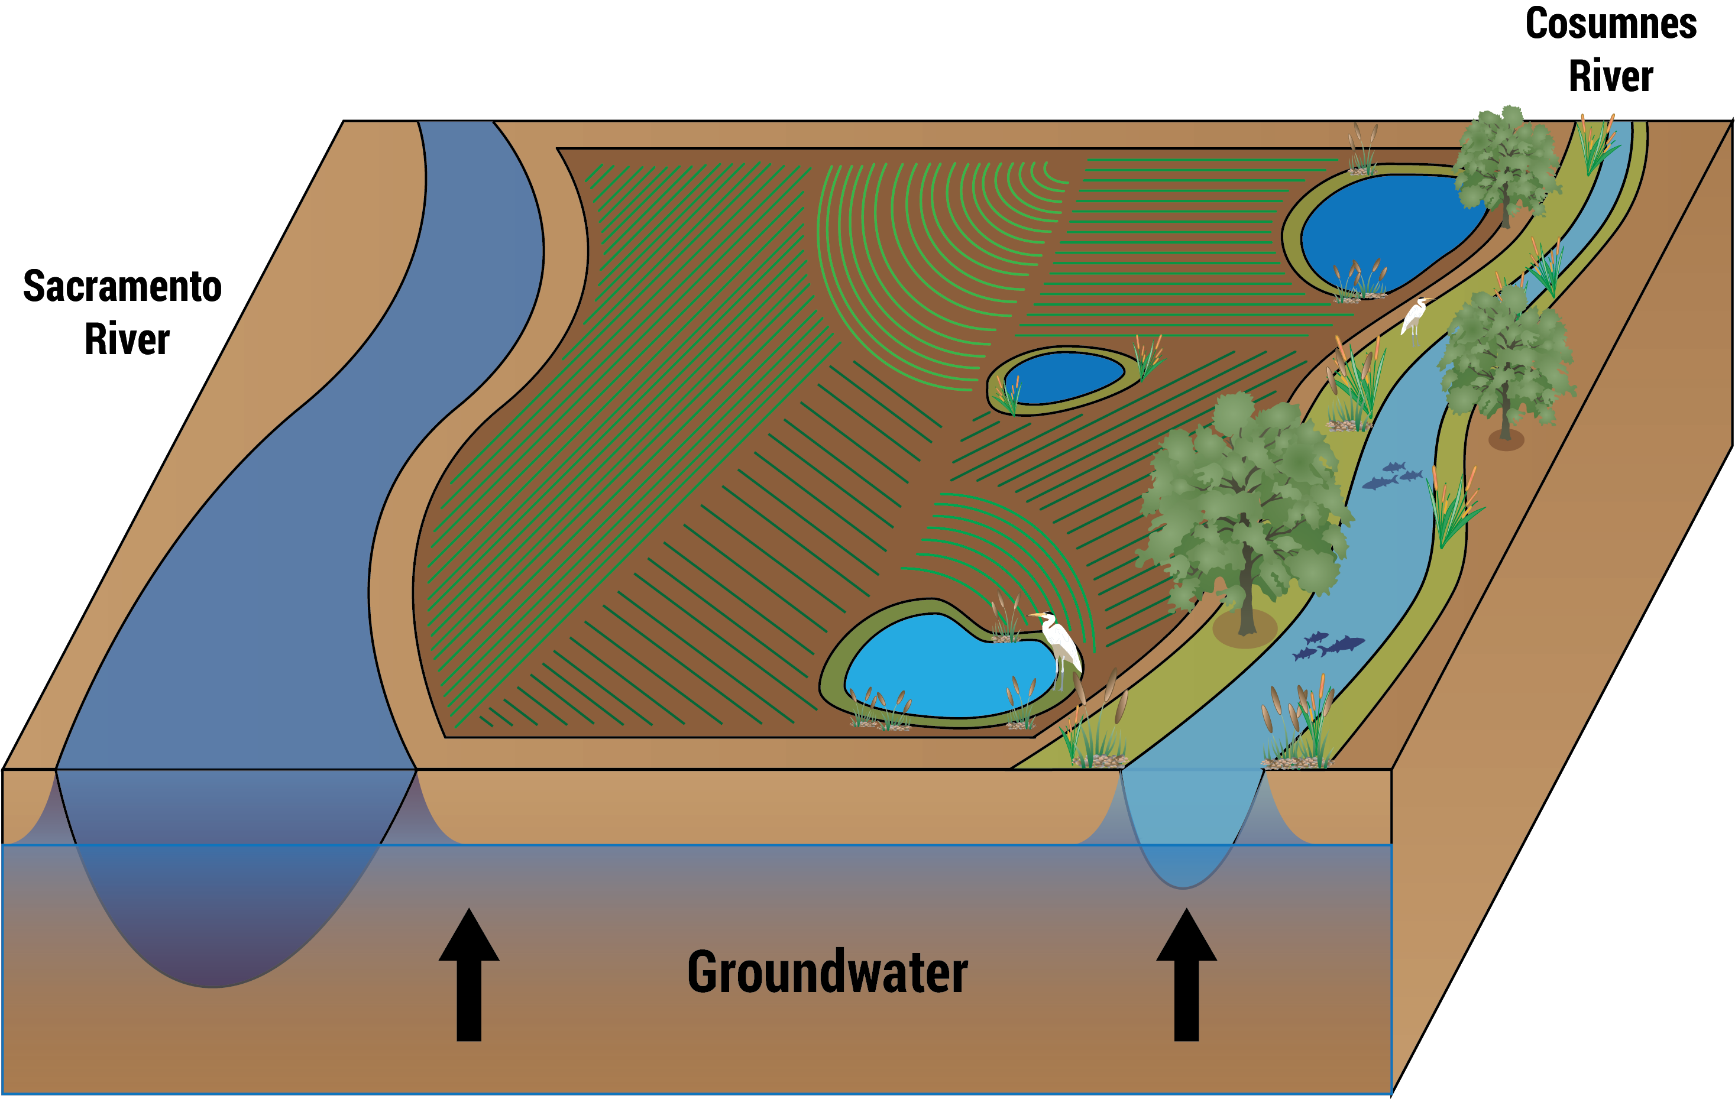 Cosumnes
River
Sacramento
River
Groundwater